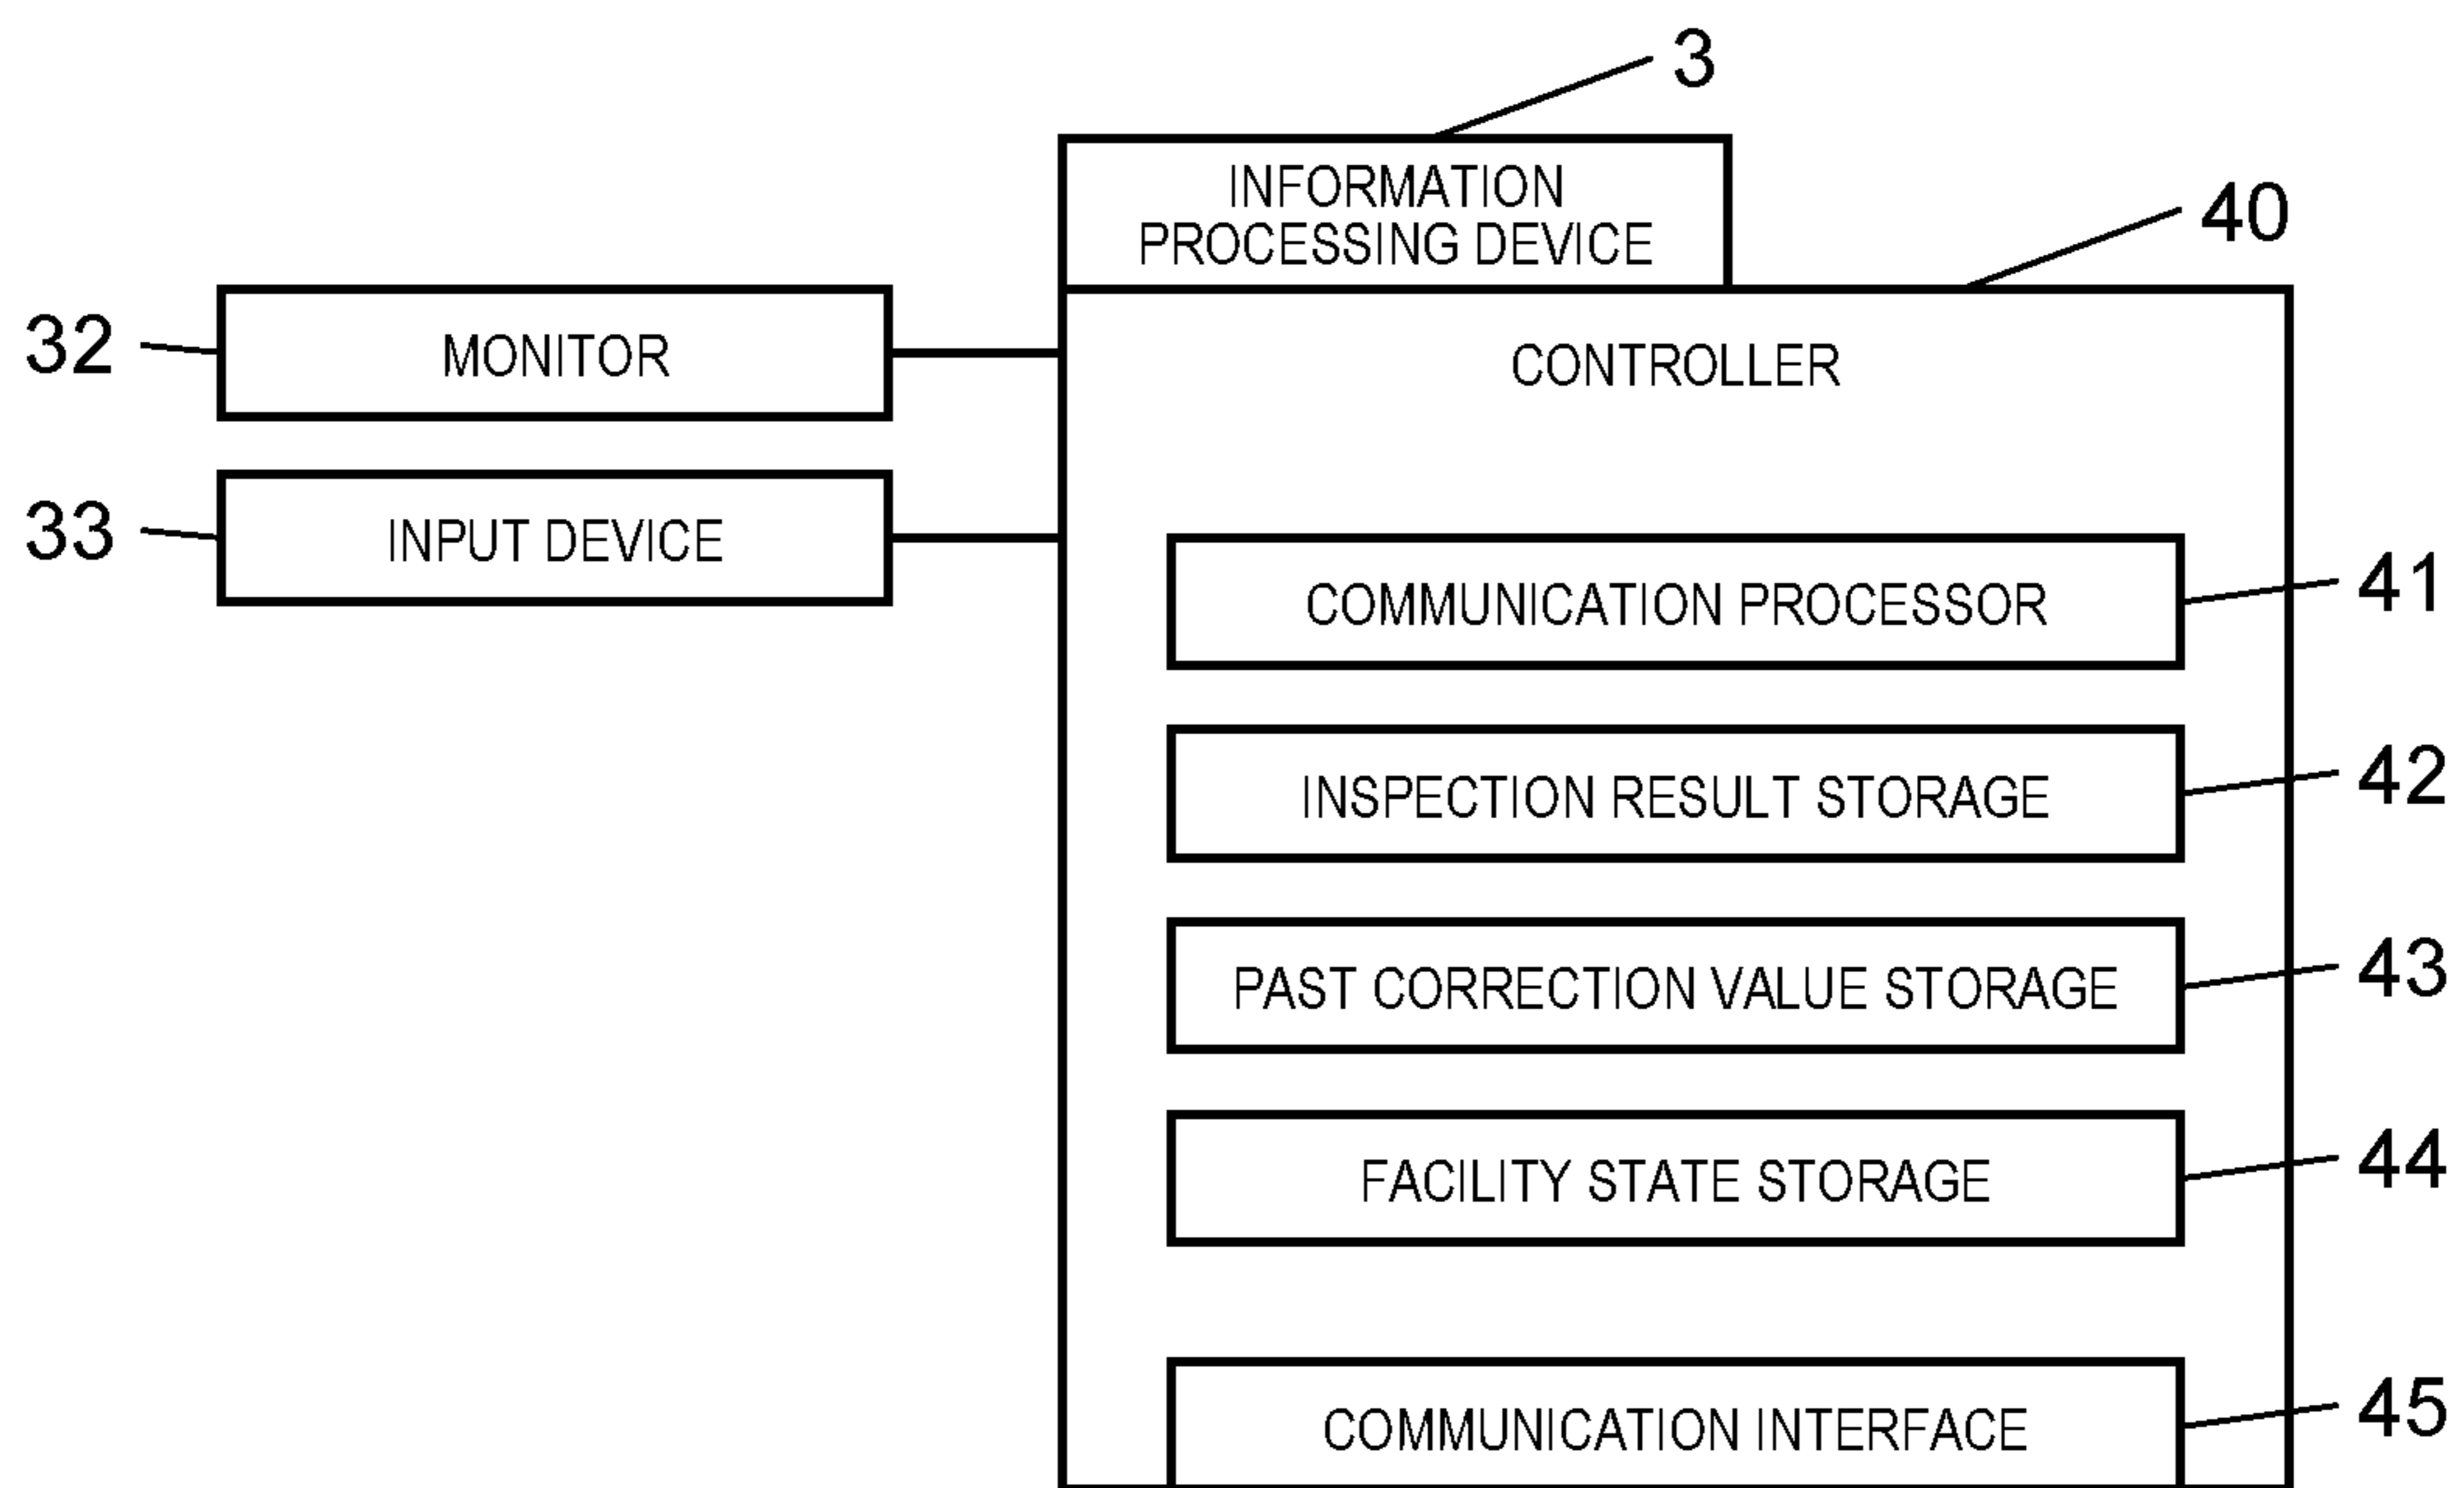 3
INFORMATION
PROCESSING DEVICE
40
32
MONITOR
CONTROLLER
33
INPUT DEVICE
COMMUNICATION PROCESSOR
41
INSPECTION RESULT STORAGE
42
PAST CORRECTION VALUE STORAGE
43
FACILITY STATE STORAGE
44
COMMUNICATION INTERFACE
45